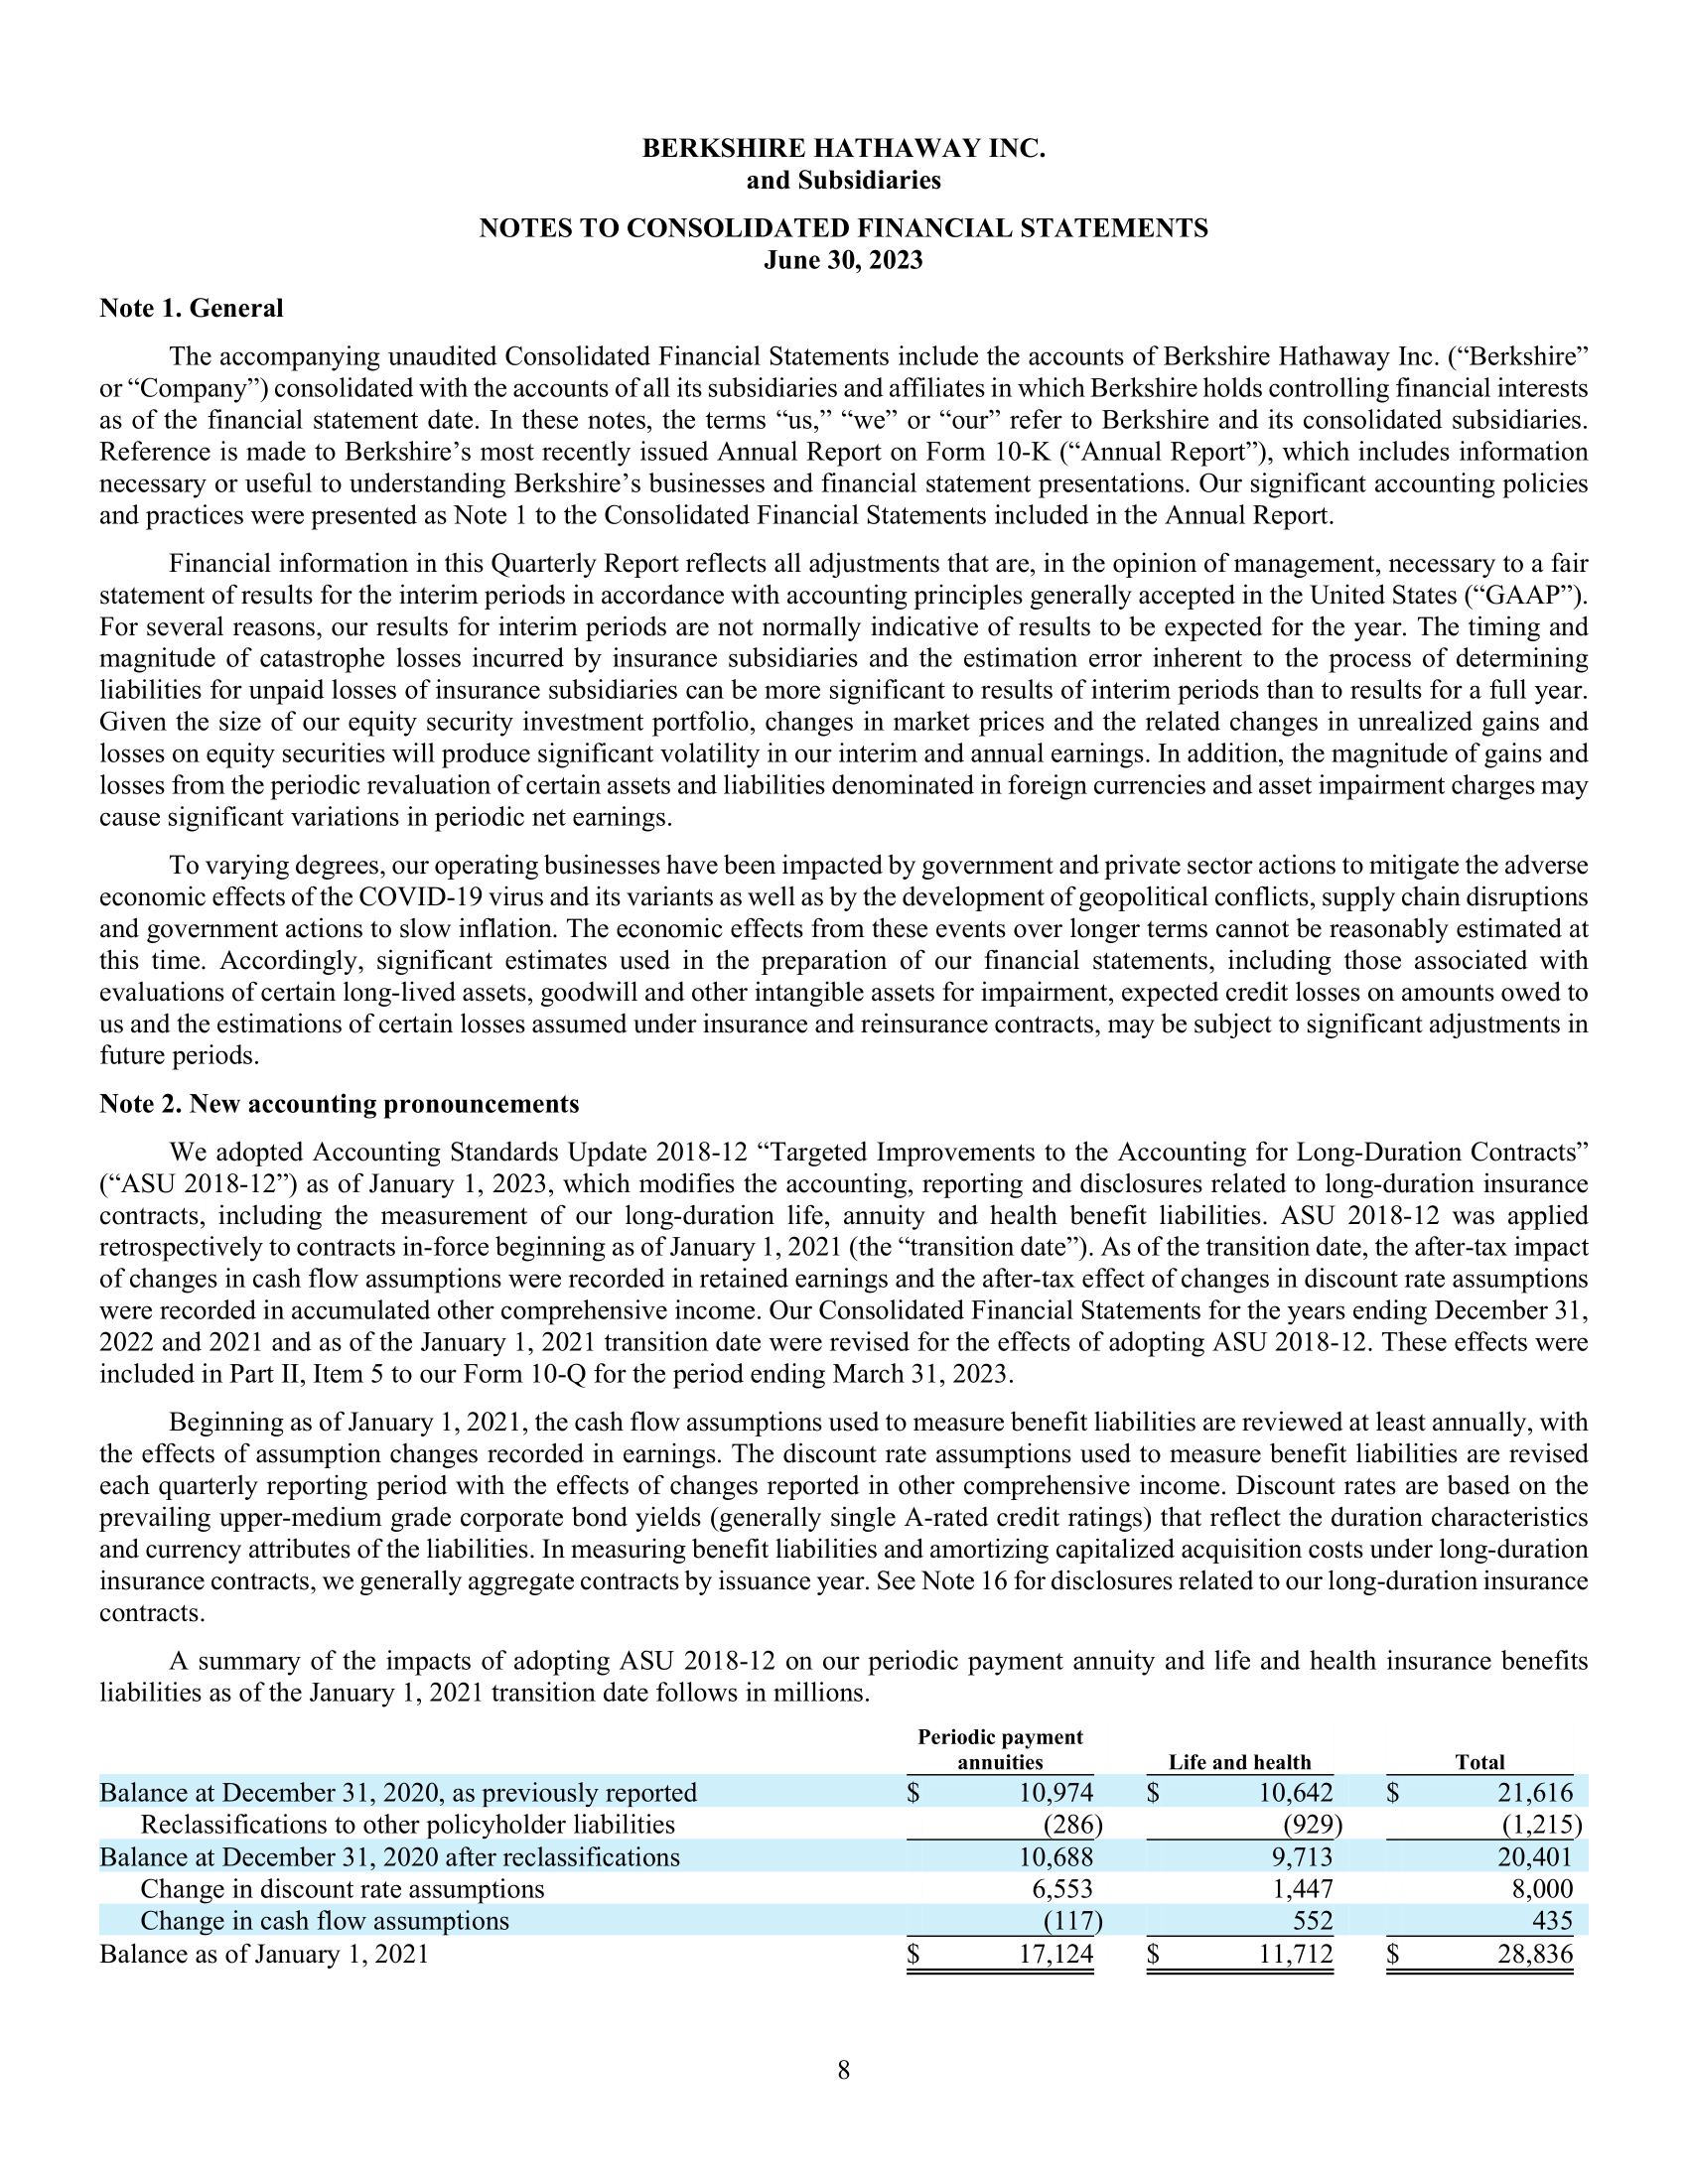 BERKSHIRE HATHAWAY INC.
and Subsidiaries
NOTES TO CONSOLIDATED FINANCIAL STATEMENTS
June 30, 2023
Note 1. General
The accompanying unaudited Consolidated Financial Statements include the accounts of Berkshire Hathaway Inc. (“Berkshire”
or “Company”) consolidated with the accounts of all its subsidiaries and affiliates in which Berkshire holds controlling financial interests
as of the financial statement date. In these notes, the terms “us,” “we” or “our” refer to Berkshire and its consolidated subsidiaries.
Reference is made to Berkshire’s most recently issued Annual Report on Form 10-K (“Annual Report”), which includes information
necessary or useful to understanding Berkshire’s businesses and financial statement presentations. Our significant accounting policies
and practices were presented as Note 1 to the Consolidated Financial Statements included in the Annual Report.
Financial information in this Quarterly Report reflects all adjustments that are, in the opinion of management, necessary to a fair
statement of results for the interim periods in accordance with accounting principles generally accepted in the United States (“GAAP”).
For several reasons, our results for interim periods are not normally indicative of results to be expected for the year. The timing and
magnitude of catastrophe losses incurred by insurance subsidiaries and the estimation error inherent to the process of determining
liabilities for unpaid losses of insurance subsidiaries can be more significant to results of interim periods than to results for a full year.
Given the size of our equity security investment portfolio, changes in market prices and the related changes in unrealized gains and
losses on equity securities will produce significant volatility in our interim and annual earnings. In addition, the magnitude of gains and
losses from the periodic revaluation of certain assets and liabilities denominated in foreign currencies and asset impairment charges may
cause significant variations in periodic net earnings.
To varying degrees, our operating businesses have been impacted by government and private sector actions to mitigate the adverse
economic effects of the COVID-19 virus and its variants as well as by the development of geopolitical conflicts, supply chain disruptions
and government actions to slow inflation. The economic effects from these events over longer terms cannot be reasonably estimated at
this time. Accordingly, significant estimates used in the preparation of our financial statements, including those associated with
evaluations of certain long-lived assets, goodwill and other intangible assets for impairment, expected credit losses on amounts owed to
us and the estimations of certain losses assumed under insurance and reinsurance contracts, may be subject to significant adjustments in
future periods.
Note 2. New accounting pronouncements
We adopted Accounting Standards Update 2018-12 “Targeted Improvements to the Accounting for Long-Duration Contracts”
(“ASU 2018-12”) as of January 1, 2023, which modifies the accounting, reporting and disclosures related to long-duration insurance
contracts, including the measurement of our long-duration life, annuity and health benefit liabilities. ASU 2018-12 was applied
retrospectively to contracts in-force beginning as of January 1, 2021 (the “transition date”). As of the transition date, the after-tax impact
of changes in cash flow assumptions were recorded in retained earnings and the after-tax effect of changes in discount rate assumptions
were recorded in accumulated other comprehensive income. Our Consolidated Financial Statements for the years ending December 31,
2022 and 2021 and as of the January 1, 2021 transition date were revised for the effects of adopting ASU 2018-12. These effects were
included in Part II, Item 5 to our Form 10-Q for the period ending March 31, 2023.
Beginning as of January 1, 2021, the cash flow assumptions used to measure benefit liabilities are reviewed at least annually, with
the effects of assumption changes recorded in earnings. The discount rate assumptions used to measure benefit liabilities are revised
each quarterly reporting period with the effects of changes reported in other comprehensive income. Discount rates are based on the
prevailing upper-medium grade corporate bond yields (generally single A-rated credit ratings) that reflect the duration characteristics
and currency attributes of the liabilities. In measuring benefit liabilities and amortizing capitalized acquisition costs under long-duration
insurance contracts, we generally aggregate contracts by issuance year. See Note 16 for disclosures related to our long-duration insurance
contracts.
A summary of the impacts of adopting ASU 2018-12 on our periodic payment annuity and life and health insurance benefits
liabilities as of the January 1, 2021 transition date follows in millions.
Periodic payment
annuities Life and health Total
Balance at December 31, 2020, as previously reported $ 10,974 $ 10,642 $ 21,616
Reclassifications to other policyholder liabilities (286) (929) (1,215)
Balance at December 31, 2020 after reclassifications 10,688 9,713 20,401
Change in discount rate assumptions 6,553 1,447 8,000
Change in cash flow assumptions (117) 552 435
Balance as of January 1, 2021 $ 17,124 $ 11,712 $ 28,836
8